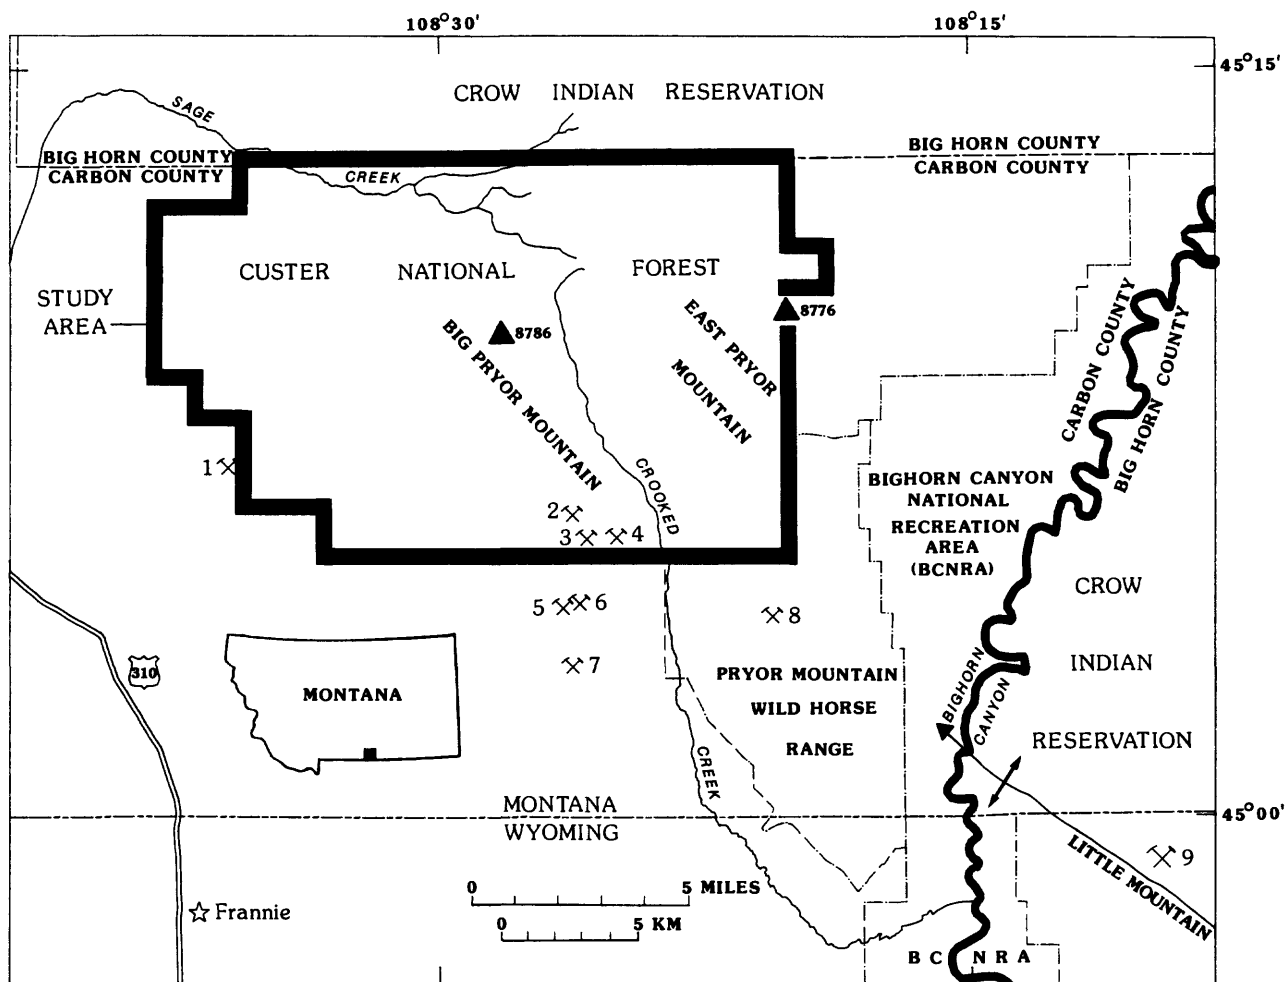 108°30'
108°15'
45°15'
CROW INDIAN RESERVATION
SAGE
BIG HORN COUNTY
CARBON COUNTY
BIG HORN COUNTY
CARBON COUNTY
CREEK
CUSTER NATIONAL FOREST
STUDY
AREA
8786
8776
BIG PRYOR MOUNTAIN
EAST PRYOR
MOUNTAIN
CARBON COUNTY
BIG HORN COUNTY
1
CROOKED
2
3
4
BIGHORN CANYON
NATIONAL
RECREATION
AREA
(BCNRA)
CROW
INDIAN
RESERVATION
5
6
8
7
310
MONTANA
PRYOR MOUNTAIN
WILD HORSE
RANGE
BIGHORN
CANYON
CREEK
MONTANA
WYOMING
45°00'
LITTLE MOUNTAIN
9
0 5 MILES
0 5 KM
Frannie
BCNRA